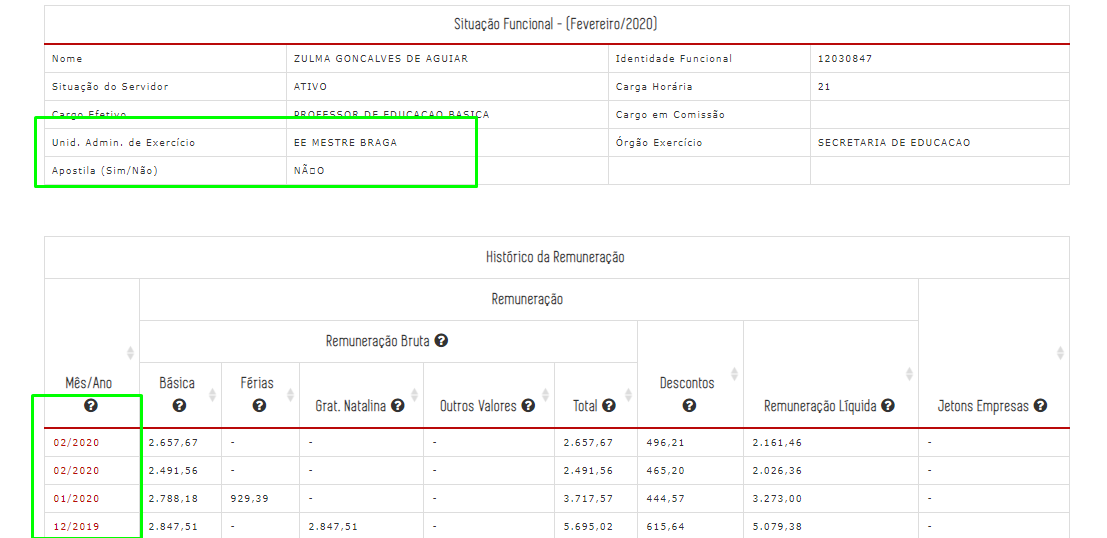 Situação Funcional - (Fevereiro/2020)
Nome ZULMA GONCALVES DE AGUIAR Identidade Funcional 12030847
Situação do Servidor ATIVO Carga Horária 21
Cargo Efetivo PROFESSOR DE EDUCACAO BASICA Cargo em Comissão
Unid. Admin. de Exercício EE MESTRE BRAGA Órgão Exercício SECRETARIA DE EDUCACAO
Apostila (Sim/Não) NÃ□O
Histórico da Remuneração
Remuneração
Remuneração Bruta ?
Mês/Ano ? Básica ? Férias ? Grat. Natalina ? Outros Valores ? Total ? Descontos ? Remuneração Líquida ? Jetons Empresas ?
02/2020 2.657,67 - - - 2.657,67 496,21 2.161,46 -
02/2020 2.491,56 - - - 2.491,56 465,20 2.026,36 -
01/2020 2.788,18 929,39 - - 3.717,57 444,57 3.273,00 -
12/2019 2.847,51 - 2.847,51 - 5.695,02 615,64 5.079,38 -